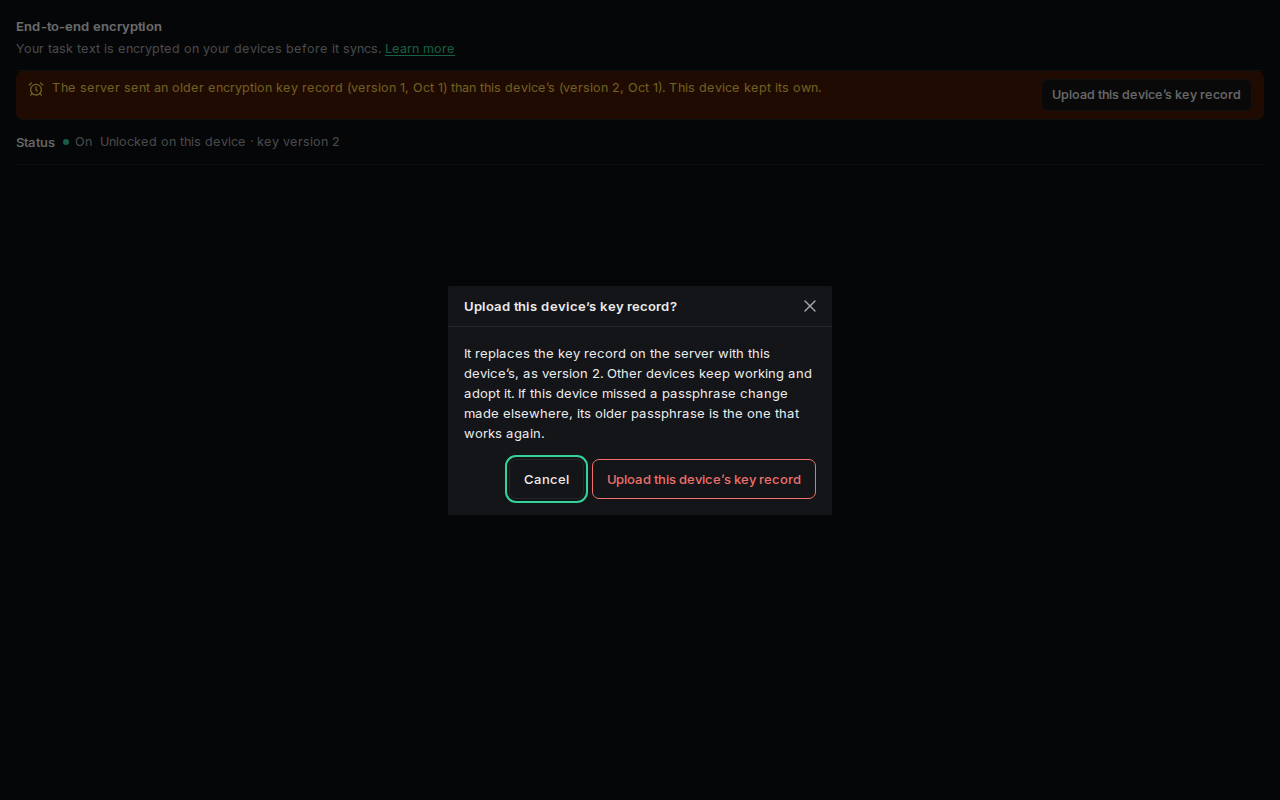 End-to-end encryption
Your task text is encrypted on your devices before it syncs. Learn more
The server sent an older encryption key record (version 1, Oct 1) than this device’s (version 2, Oct 1). This device kept its own.
Upload this device’s key record
Status On Unlocked on this device · key version 2
Upload this device’s key record?
It replaces the key record on the server with this
device’s, as version 2. Other devices keep working and
adopt it. If this device missed a passphrase change
made elsewhere, its older passphrase is the one that
works again.
Cancel
Upload this device’s key record